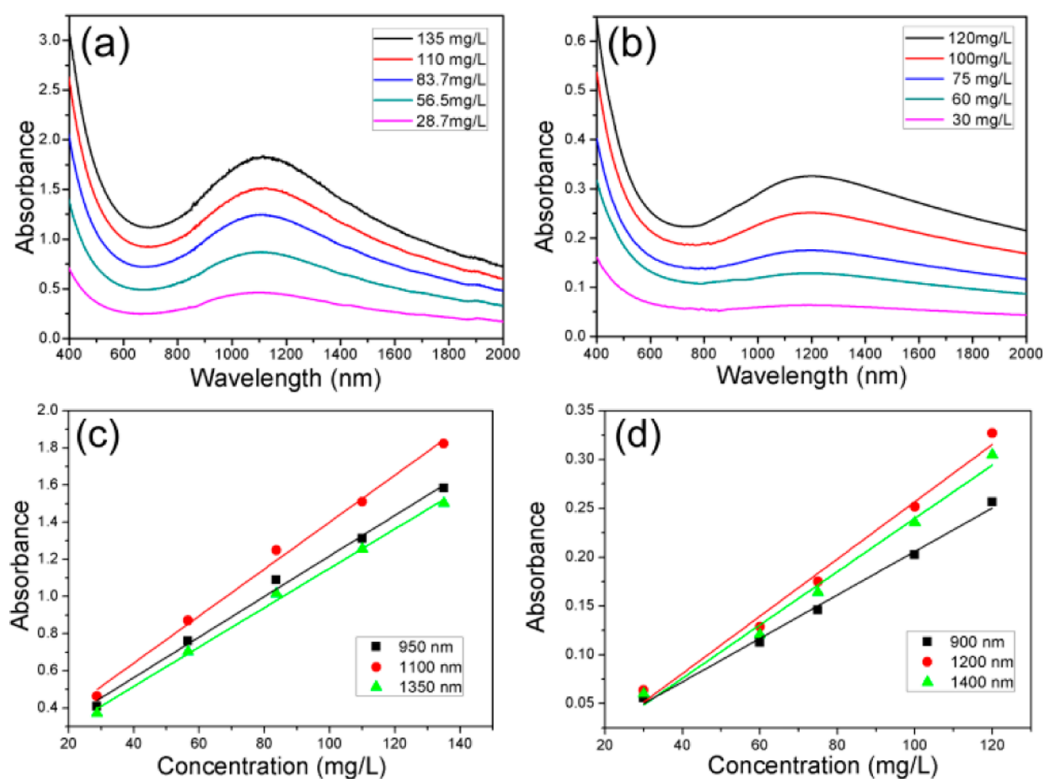 (a)
135 mg/L
110 mg/L
83.7mg/L
56.5mg/L
28.7mg/L
3.0
2.5
2.0
1.5
1.0
0.5
0.0
Absorbance
400 600 800 1000 1200 1400 1600 1800 2000
Wavelength (nm)
(b)
120mg/L
100mg/L
75 mg/L
60 mg/L
30 mg/L
0.6
0.5
0.4
0.3
0.2
0.1
0.0
Absorbance
400 800 1200 1600 2000
Wavelength (nm)
(c)
2.0
1.8
1.6
1.4
1.2
1.0
0.8
0.6
0.4
Absorbance
950 nm
1100 nm
1350 nm
20 40 60 80 100 120 140
Concentration (mg/L)
(d)
0.35
0.30
0.25
0.20
0.15
0.10
0.05
Absorbance
900 nm
1200 nm
1400 nm
20 40 60 80 100 120
Concentration (mg/L)